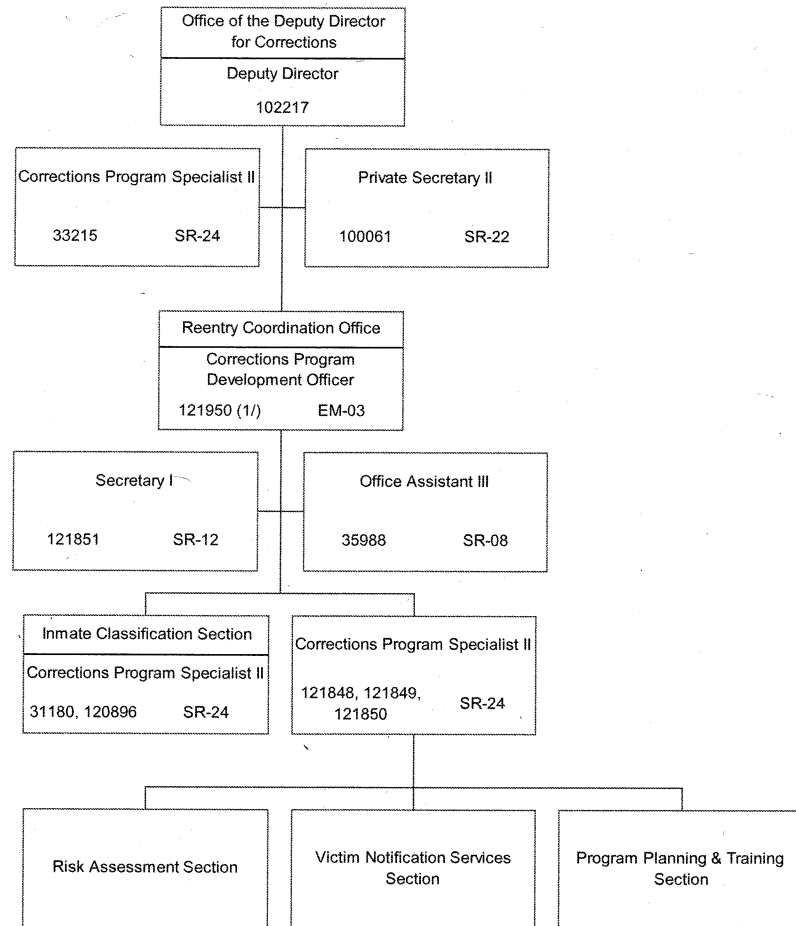 Office of the Deputy Director
for Corrections
Deputy Director
102217
Corrections Program Specialist II
33215 SR-24
Private Secretary II
100061 SR-22
Reentry Coordination Office
Corrections Program
Development Officer
121950 (1/) EM-03
Secretary I
121851 SR-12
Office Assistant III
35988 SR-08
Inmate Classification Section
Corrections Program Specialist II
31180, 120896 SR-24
Corrections Program Specialist II
121848, 121849,
121850 SR-24
Risk Assessment Section
Victim Notification Services
Section
Program Planning & Training
Section